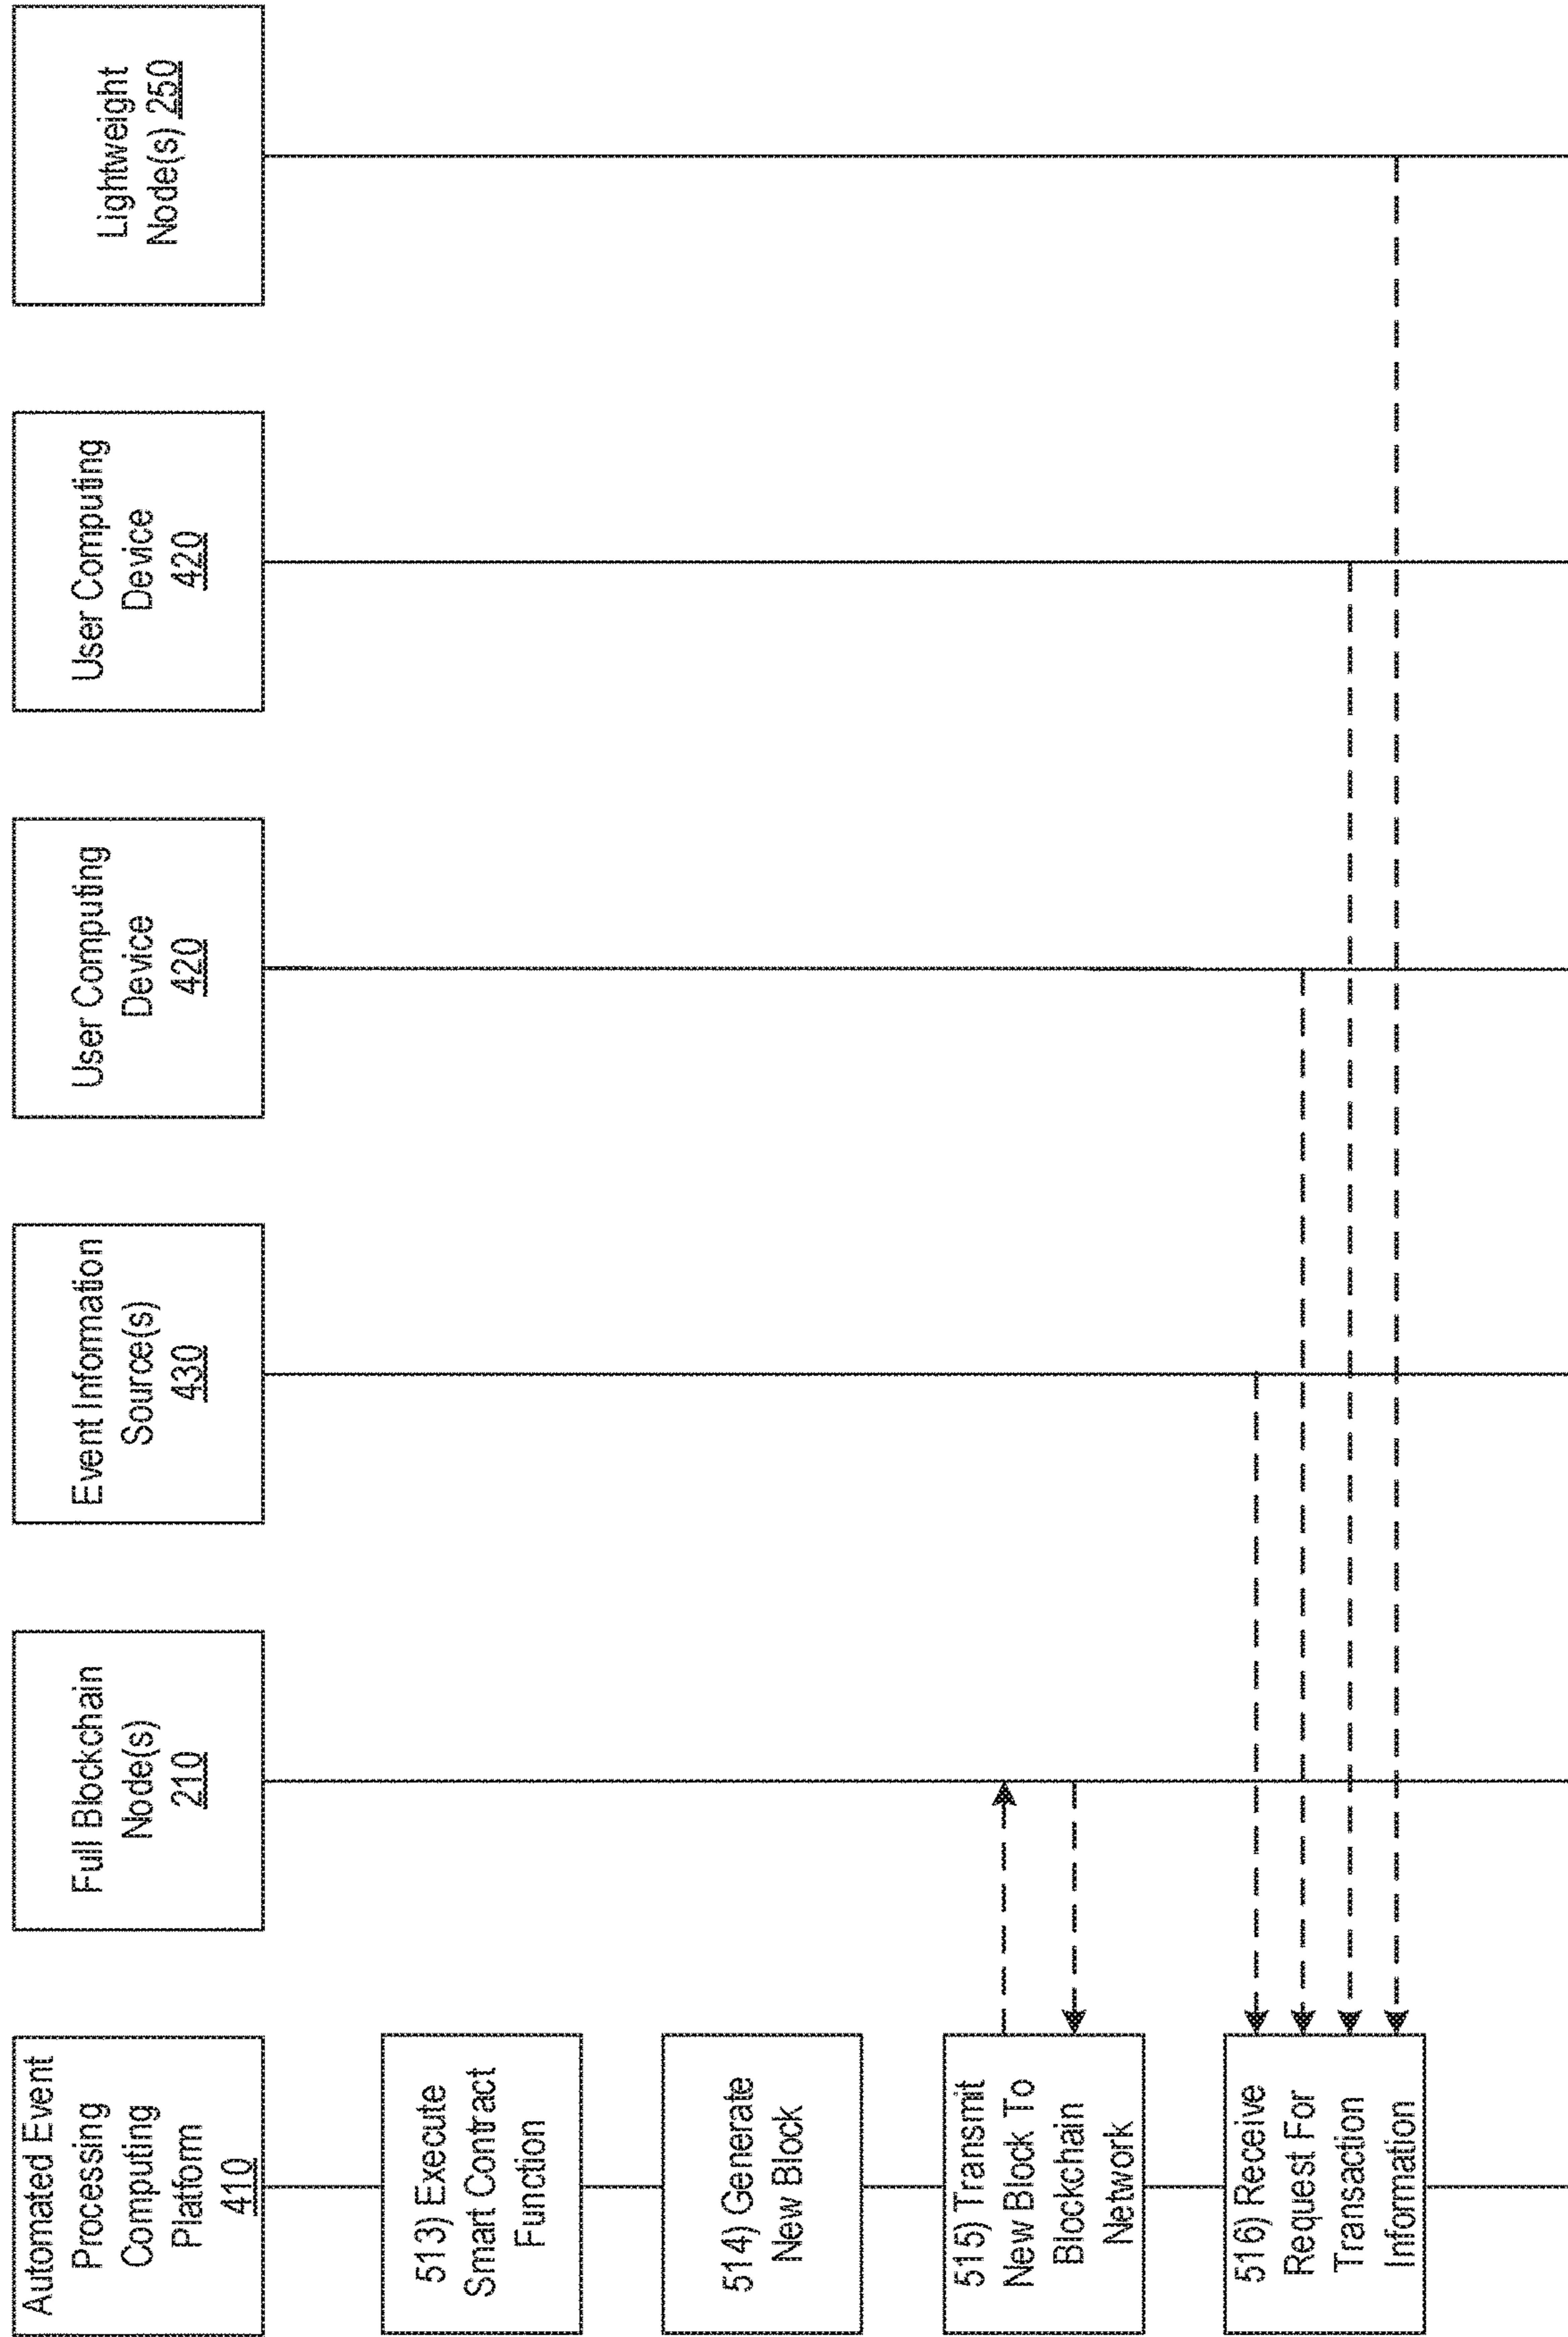 Automated Event
Processing
Computing
Platform
410
Full Blockchain
Node(s)
210
Event Information
Source(s)
430
User Computing
Device
420
User Computing
Device
420
Lightweight
Node(s) 250
513) Execute
Smart Contract
Function
514) Generate
New Block
515) Transmit
New Block To
Blockchain
Network
516) Receive
Request For
Transaction
Information